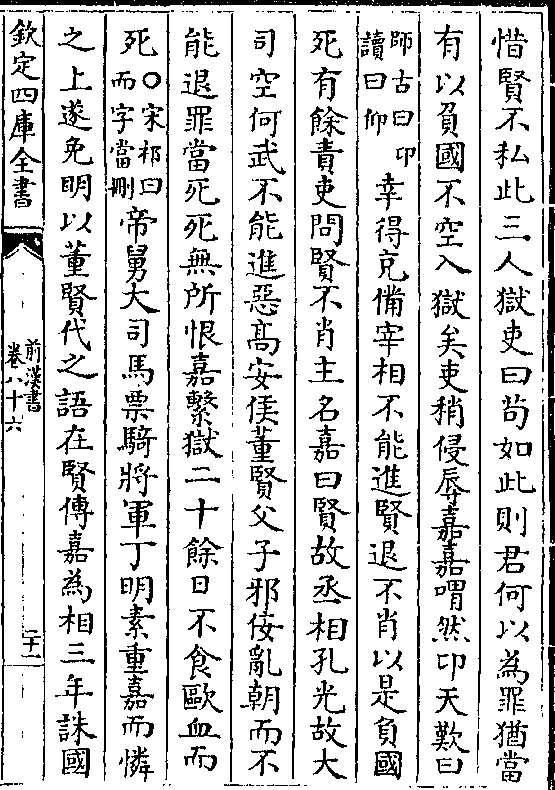 惜賢不私此三人獄吏曰茍如此則君何以為罪猶當
有以負國不空入獄矣吏稍侵辱嘉嘉喟然卬天歎曰
師古曰卬
讀曰仰
幸得充備宰相不能進賢退不肖以是負國
死有餘責吏問賢不肖主名嘉曰賢故丞相孔光故大
司空何武不能進惡髙安侯董賢父子邪佞亂朝而不
能退罪當死死無所恨嘉繫獄二十餘日不食歐血而
死○宋祁曰
而字當刪
帝舅大司馬票騎將軍丁明素重嘉而憐
之上遂免明以董賢代之語在賢傳嘉為相三年誅國
欽定四庫全書
前漢書
卷八十六
二十一